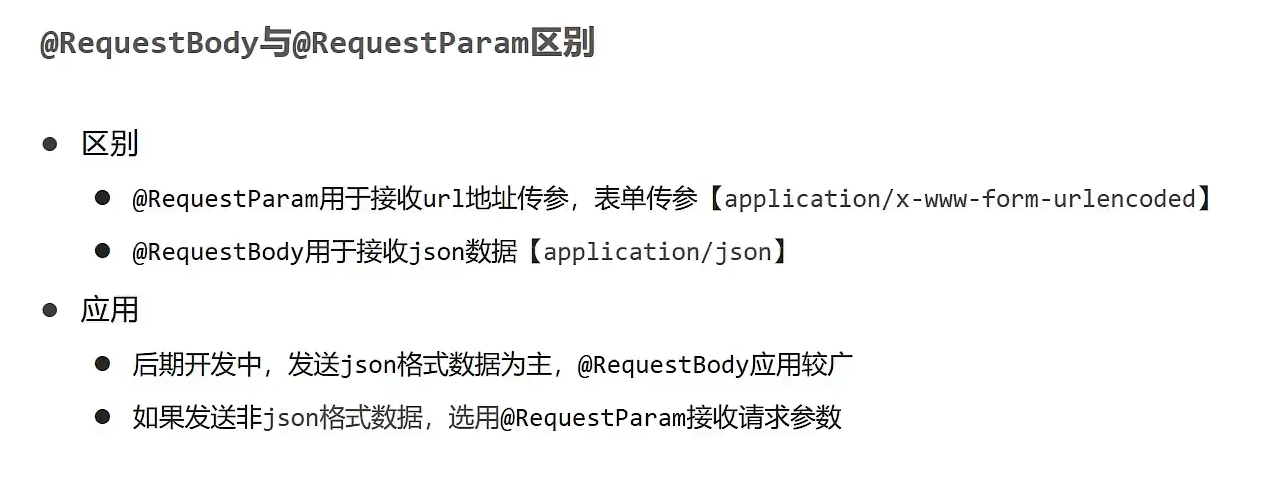 @RequestBody与@RequestParam区别
● 区别
● @RequestParam用于接收url地址传参，表单传参【application/x-www-form-urlencoded】
● @RequestBody用于接收json数据【application/json】
● 应用
● 后期开发中，发送json格式数据为主，@RequestBody应用较广
● 如果发送非json格式数据，选用@RequestParam接收请求参数